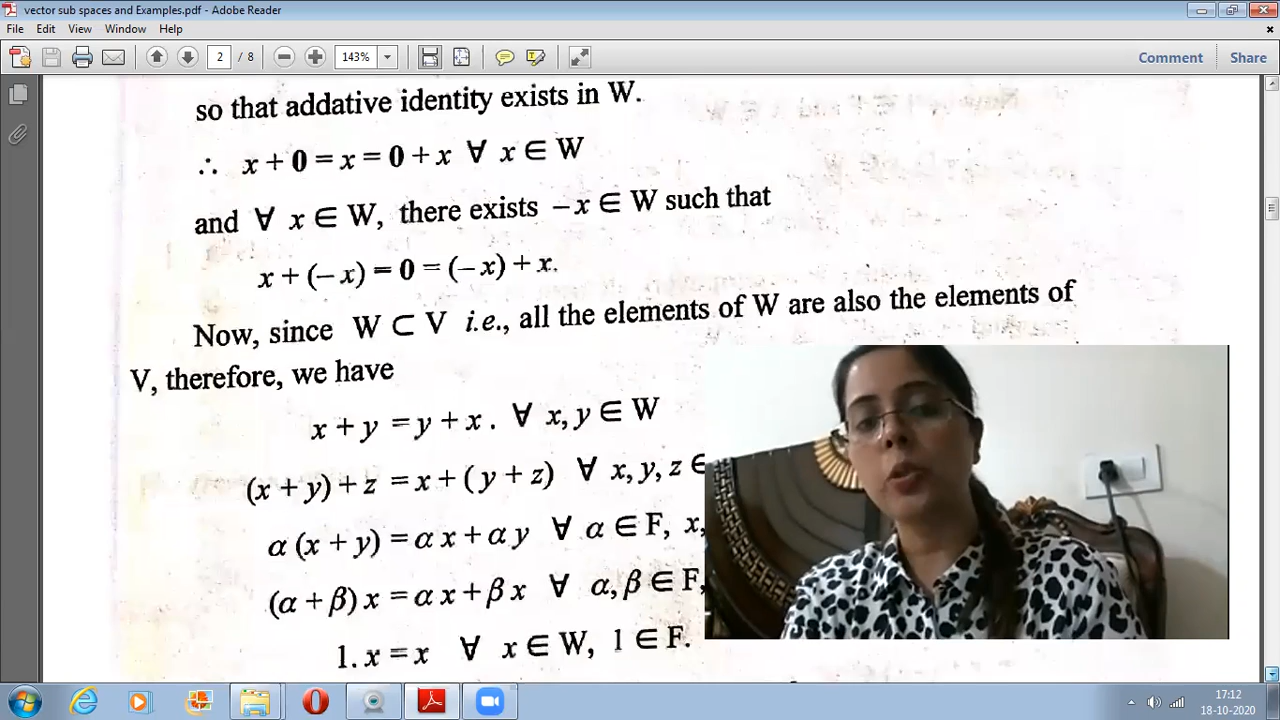 vector sub spaces and Examples.pdf - Adobe Reader
File Edit View Window Help
2 / 8 143% Comment Share
so that addative identity exists in W.
∴ x + 0 = x = 0 + x ∀ x ∈ W
and ∀ x ∈ W, there exists −x ∈ W such that
x + (−x) = 0 = (−x) + x.
Now, since W ⊂ V i.e., all the elements of W are also the elements of
V, therefore, we have
x + y = y + x . ∀ x, y ∈ W
(x + y) + z = x + ( y + z) ∀ x, y, z ∈
α (x + y) = α x + α y ∀ α ∈ F, x,
(α + β) x = α x + β x ∀ α, β ∈ F,
1. x = x ∀ x ∈ W, 1 ∈ F.
17:12
18-10-2020